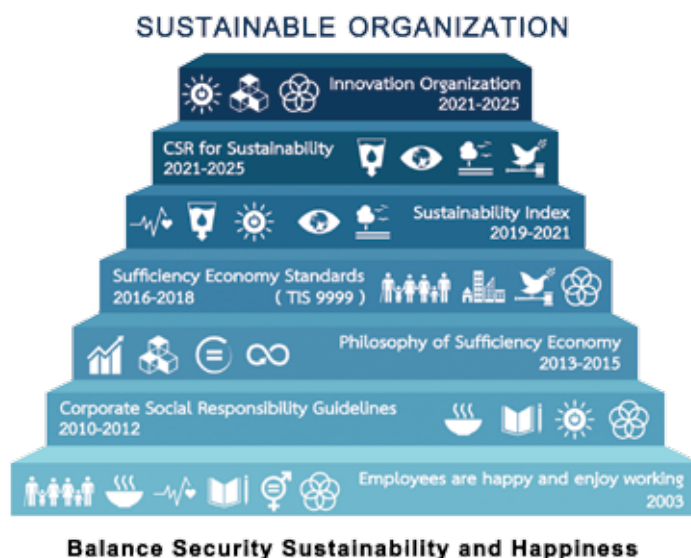 SUSTAINABLE ORGANIZATION
Innovation Organization
2021-2025
CSR for Sustainability
2021-2025
Sustainability Index
2019-2021
Sufficiency Economy Standards
2016-2018 ( TIS 9999 )
Philosophy of Sufficiency Economy
2013-2015
Corporate Social Responsibility Guidelines
2010-2012
Employees are happy and enjoy working
2003
Balance Security Sustainability and Happiness